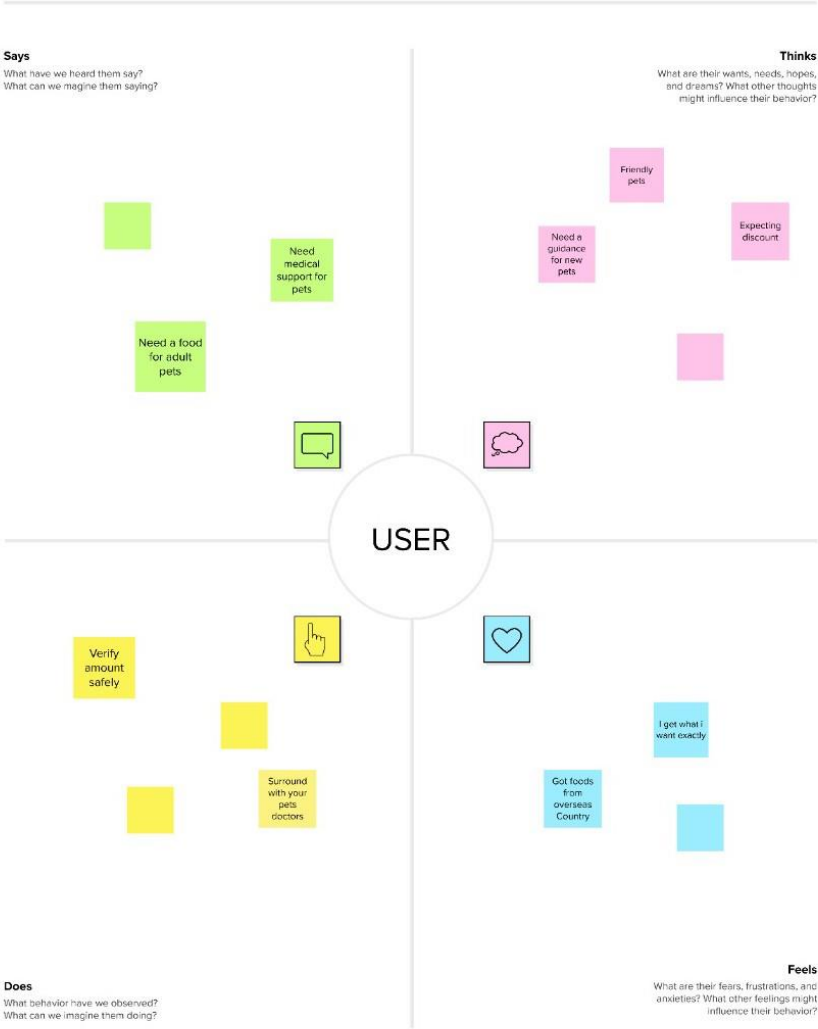 Says
What have we heard them say?
What can we magine them saying?
Thinks
What are their wants, needs, hopes,
and dreams? What other thoughts
might influence their behavior?
Friendly
pets
Need a
guidance
for new
pets
Expecting
discount
Need
medical
support for
pets
Need a food
for adult
pets
USER
Verify
amount
safely
Surround
with your
pets
doctors
I get what i
want exactly
Got foods
from
overseas
Country
Does
What behavior have we observed?
What can we imagine them doing?
Feels
What are their fears, frustrations, and
anxieties? What other feelings might
influence their behavior?